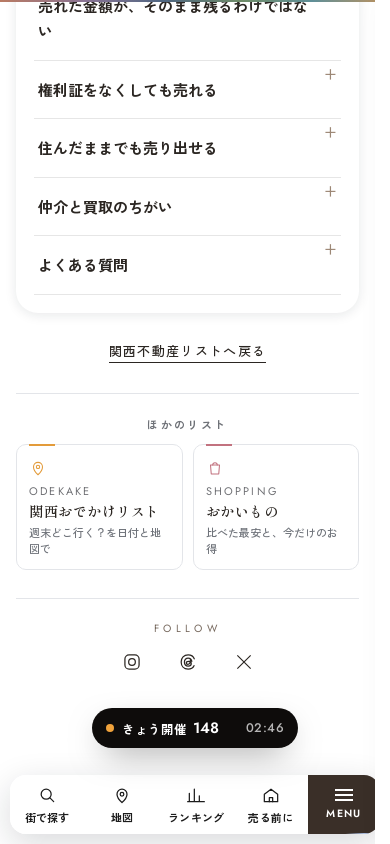 売れた金額が、そのまま残るわけではな
い
権利証をなくしても売れる
住んだままでも売り出せる
仲介と買取のちがい
よくある質問
関西不動産リストへ戻る
ほかのリスト
ODEKAKE
関西おでかけリスト
週末どこ行く？を日付と地
図で
SHOPPING
おかいもの
比べた最安と、今だけのお
得
FOLLOW
きょう開催 148 02:46
街で探す
地図
ランキング
売る前に
MENU